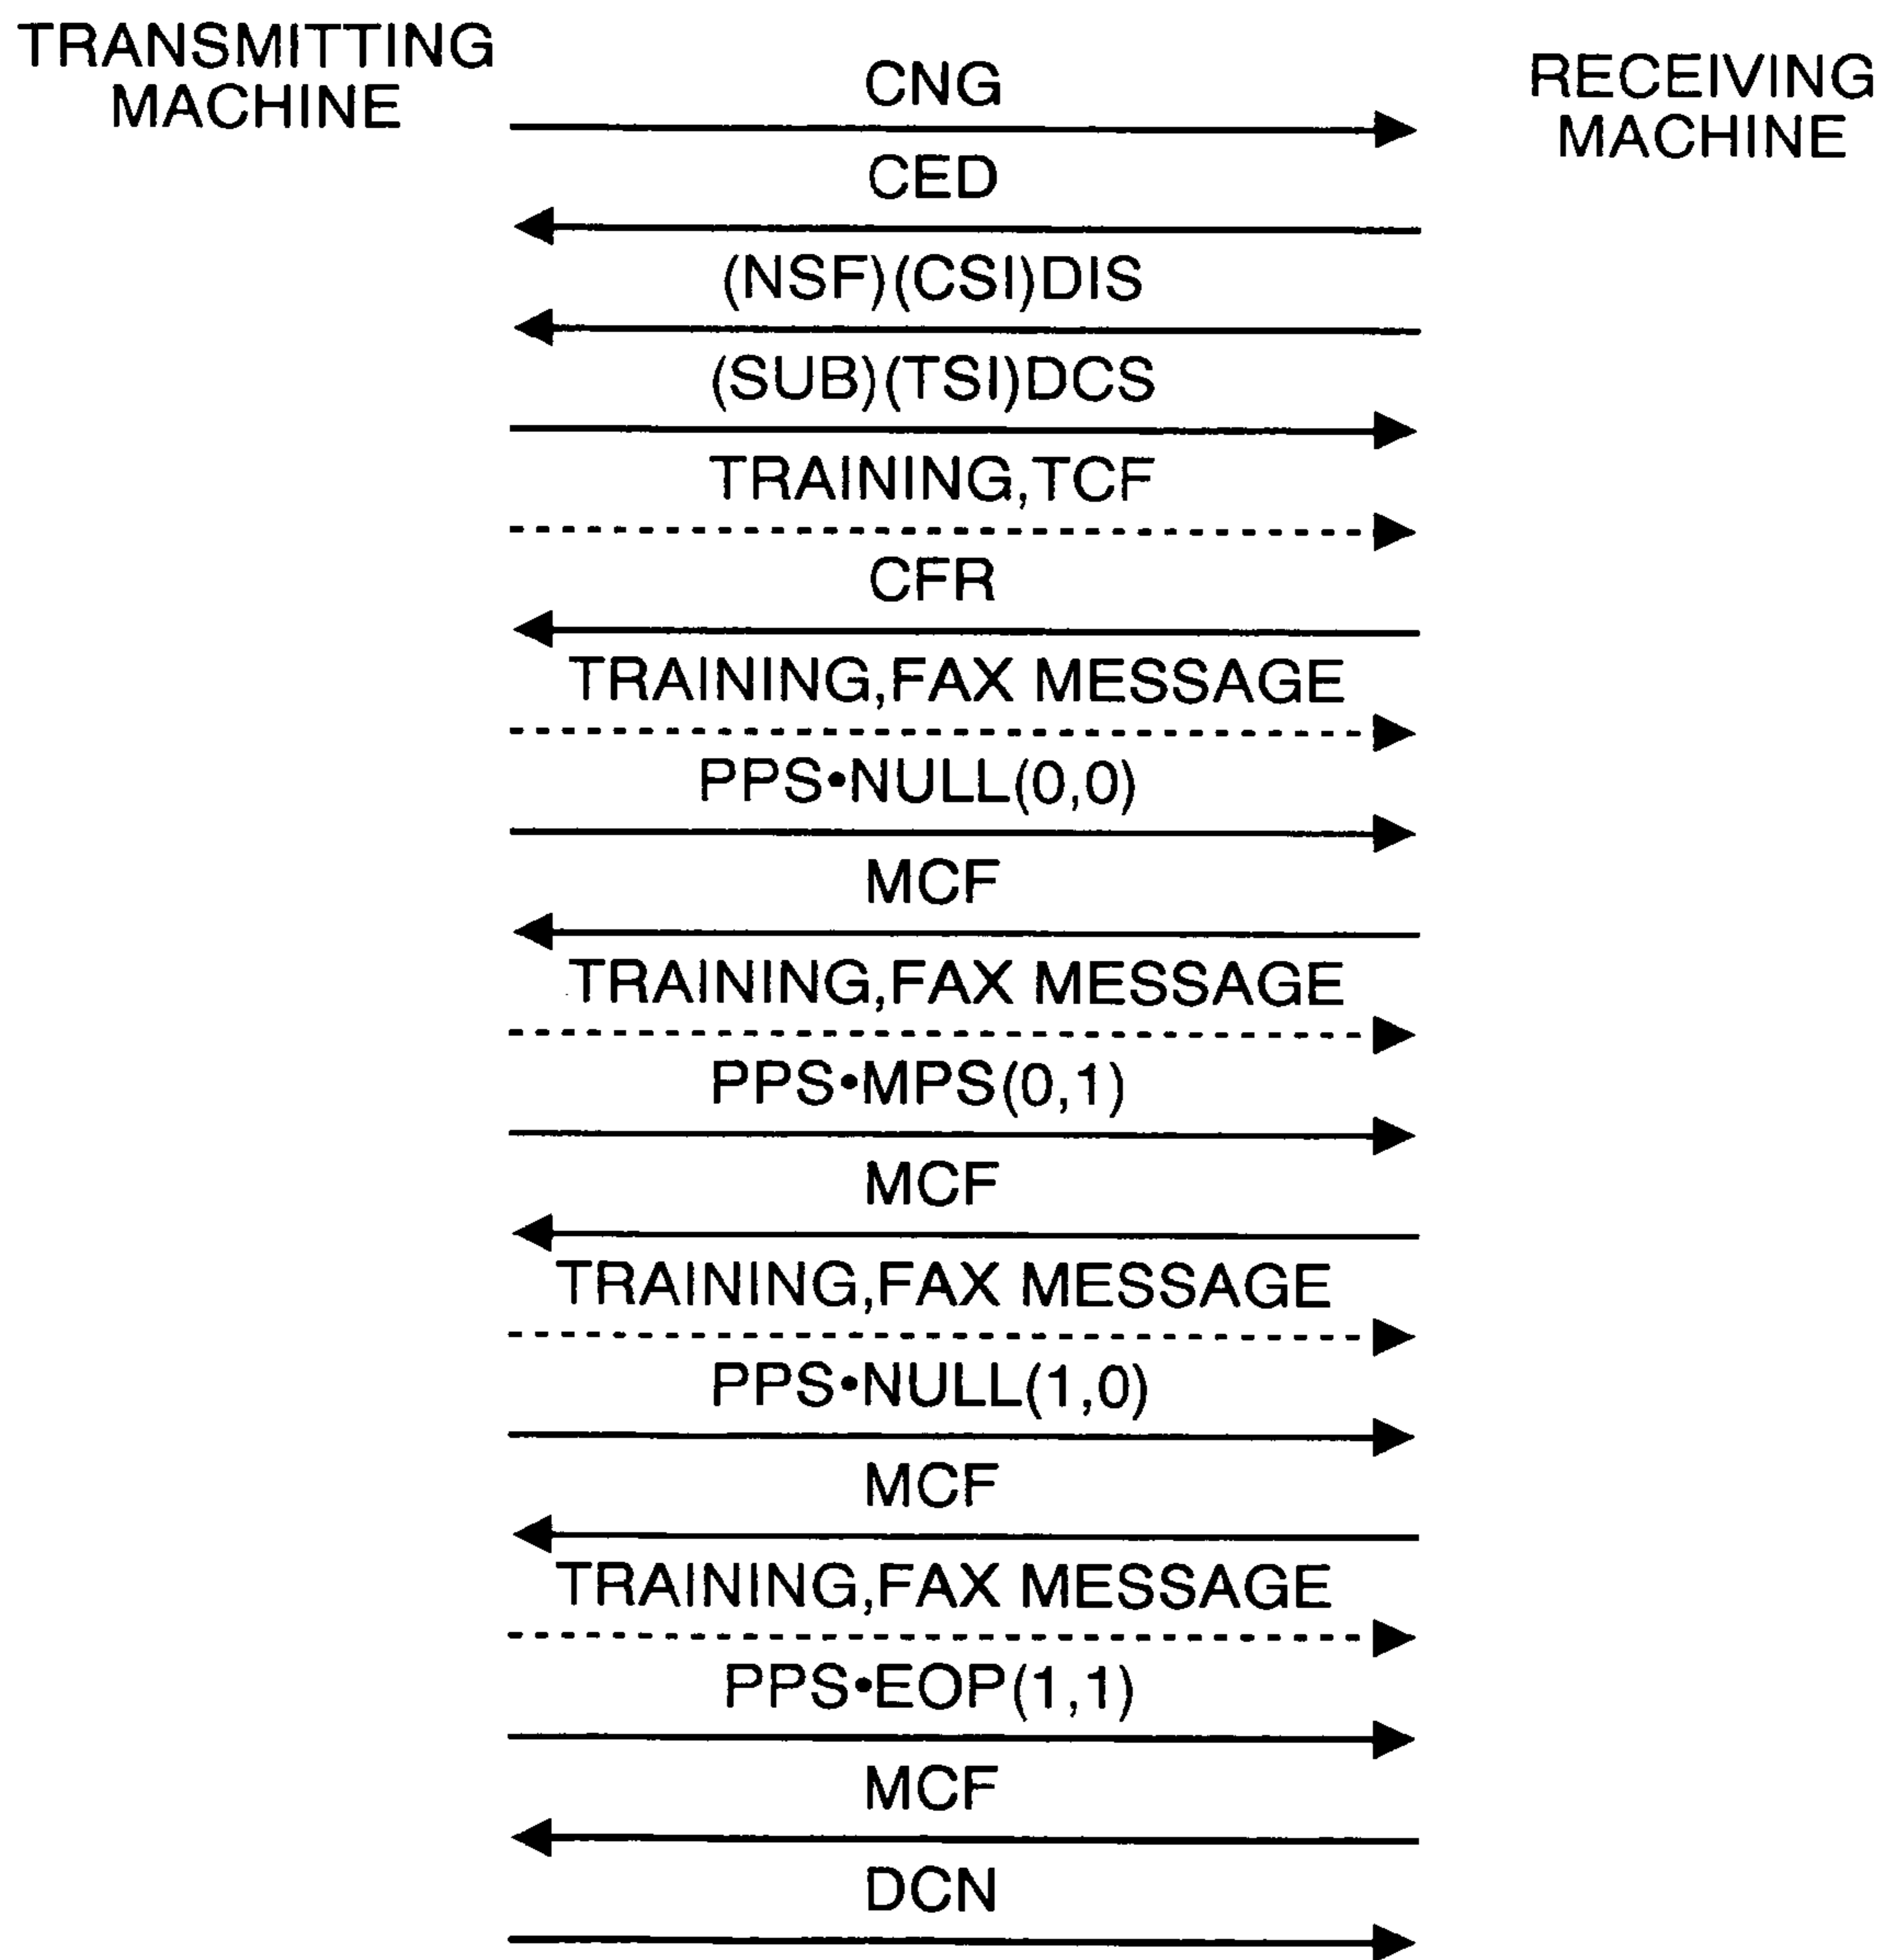 TRANSMITTING
MACHINE
RECEIVING
MACHINE
CNG
CED
(NSF)(CSI)DIS
(SUB)(TSI)DCS
TRAINING,TCF
CFR
TRAINING,FAX MESSAGE
PPS•NULL(0,0)
MCF
TRAINING,FAX MESSAGE
PPS•MPS(0,1)
MCF
TRAINING,FAX MESSAGE
PPS•NULL(1,0)
MCF
TRAINING,FAX MESSAGE
PPS•EOP(1,1)
MCF
DCN